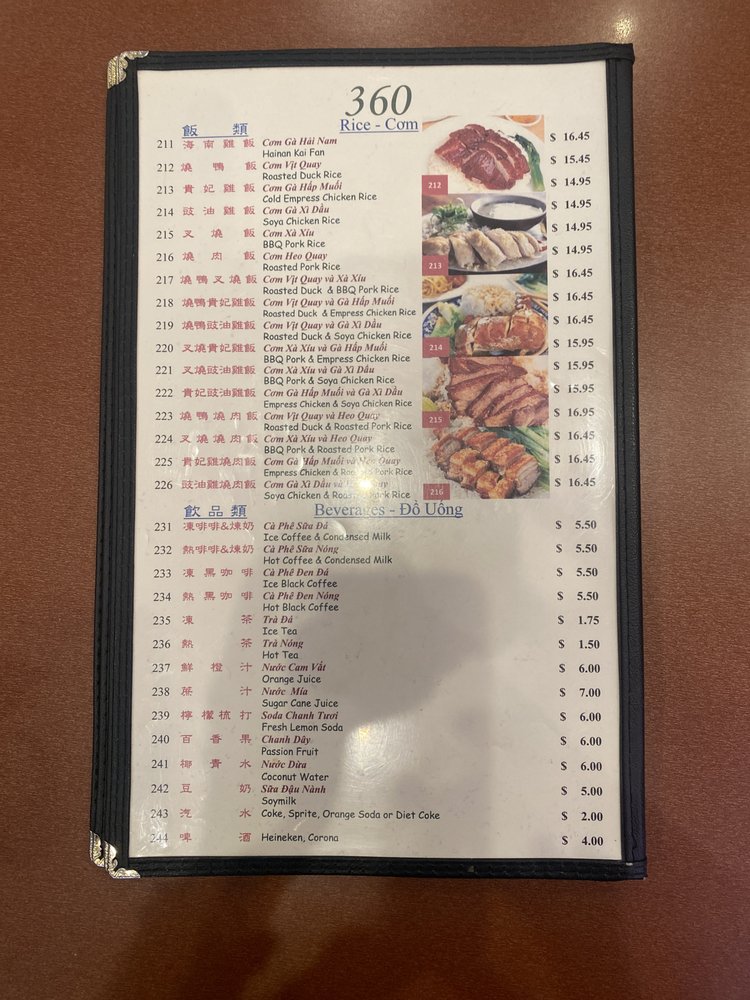 360
飯 類 Rice - Cơm
211 海南雞飯 Cơm Gà Hải Nam $ 16.45
Hainan Kai Fan
212 燒鴨飯 Cơm Vịt Quay $ 15.45
Roasted Duck Rice
213 貴妃雞飯 Cơm Gà Hấp Muối $ 14.95
Cold Empress Chicken Rice
214 豉油雞飯 Cơm Gà Xì Dầu $ 14.95
Soya Chicken Rice
215 叉燒飯 Cơm Xà Xíu $ 14.95
BBQ Pork Rice
216 燒肉飯 Cơm Heo Quay $ 14.95
Roasted Pork Rice
217 燒鴨叉燒飯 Cơm Vịt Quay và Xà Xíu $ 16.45
Roasted Duck & BBQ Pork Rice
218 燒鴨貴妃雞飯 Cơm Vịt Quay và Gà Hấp Muối $ 16.45
Roasted Duck & Empress Chicken Rice
219 燒鴨豉油雞飯 Cơm Vịt Quay và Gà Xì Dầu $ 16.45
Roasted Duck & Soya Chicken Rice
220 叉燒貴妃雞飯 Cơm Xà Xíu và Gà Hấp Muối $ 15.95
BBQ Pork & Empress Chicken Rice
221 叉燒豉油雞飯 Cơm Xà Xíu và Gà Xì Dầu $ 15.95
BBQ Pork & Soya Chicken Rice
222 貴妃豉油雞飯 Cơm Gà Hấp Muối và Gà Xì Dầu $ 15.95
Empress Chicken & Soya Chicken Rice
223 燒鴨燒肉飯 Cơm Vịt Quay và Heo Quay $ 16.95
Roasted Duck & Roasted Pork Rice
224 叉燒燒肉飯 Cơm Xà Xíu và Heo Quay $ 16.45
BBQ Pork & Roasted Pork Rice
225 貴妃雞燒肉飯 Cơm Gà Hấp Muối và Heo Quay $ 16.45
Empress Chicken & Roasted Pork Rice
226 豉油雞燒肉飯 Cơm Gà Xì Dầu và Heo Quay $ 16.45
Soya Chicken & Roasted Pork Rice
212
213
214
215
216
飲品類 Beverages - Đồ Uống
231 凍啡啡&煉奶 Cà Phê Sữa Đá $ 5.50
Ice Coffee & Condensed Milk
232 熱啡啡&煉奶 Cà Phê Sữa Nóng $ 5.50
Hot Coffee & Condensed Milk
233 凍黑咖啡 Cà Phê Đen Đá $ 5.50
Ice Black Coffee
234 熱黑咖啡 Cà Phê Đen Nóng $ 5.50
Hot Black Coffee
235 凍茶 Trà Đá $ 1.75
Ice Tea
236 熱茶 Trà Nóng $ 1.50
Hot Tea
237 鮮橙汁 Nước Cam Vắt $ 6.00
Orange Juice
238 蔗汁 Nước Mía $ 7.00
Sugar Cane Juice
239 檸檬梳打 Soda Chanh Tươi $ 6.00
Fresh Lemon Soda
240 百香果 Chanh Dây $ 6.00
Passion Fruit
241 椰青水 Nước Dừa $ 6.00
Coconut Water
242 豆奶 Sữa Đậu Nành $ 5.00
Soymilk
243 汽水 Coke, Sprite, Orange Soda or Diet Coke $ 2.00
244 啤酒 Heineken, Corona $ 4.00